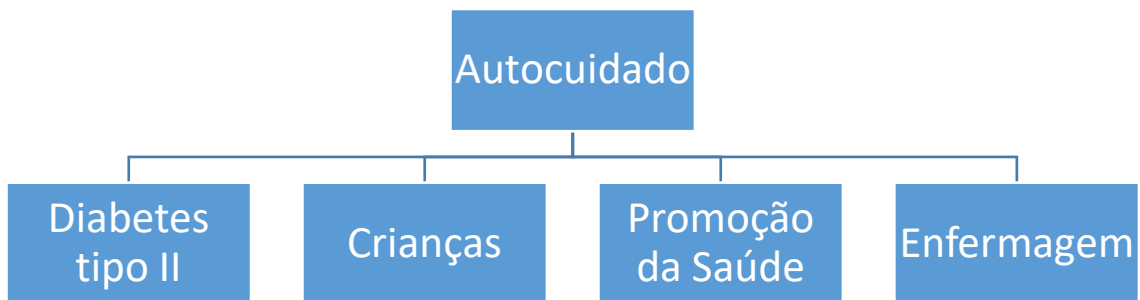 Autocuidado
Diabetes
tipo II
Crianças
Promoção
da Saúde
Enfermagem